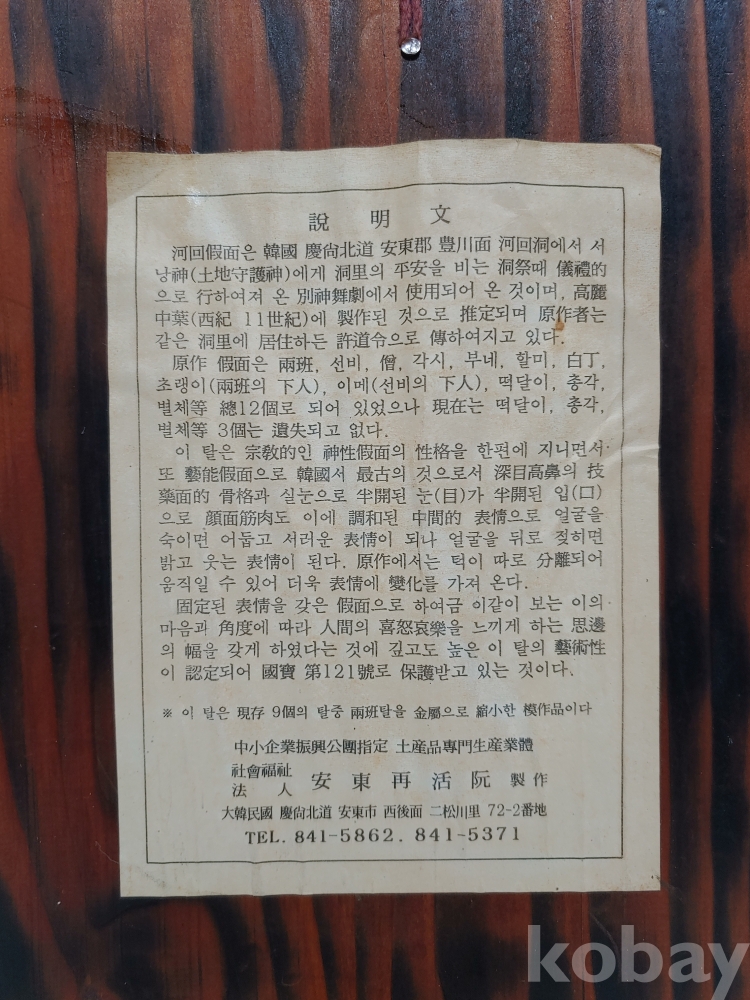 說明文
河回假面은 韓國 慶尙北道 安東郡 豊川面 河回洞에서 서
낭神(土地守護神)에게 洞里의 平安을 비는 洞祭때 儀禮的
으로 行하여져 온 別神舞劇에서 使用되어 온 것이며, 高麗
中葉(西紀 11世紀)에 製作된 것으로 推定되며 原作者는
같은 洞里에 居住하든 許道令으로 傳하여지고 있다.
原作 假面은 兩班, 선비, 僧, 각시, 부네, 할미, 白丁,
초랭이(兩班의 下人), 이메(선비의 下人), 떡달이, 총각,
별체等 總12個로 되어 있었으나 現在는 떡달이, 총각,
별체等 3個는 遺失되고 없다.
이 탈은 宗敎的인 神性假面의 性格을 한편에 지니면서
또 藝能假面으로 韓國서 最古의 것으로서 深目高鼻의 技
樂面的 骨格과 실눈으로 半開된 눈(目)가 半開된 입(口)
으로 顔面筋肉도 이에 調和된 中間的 表情으로 얼굴을
숙이면 어둡고 서러운 表情이 되나 얼굴을 뒤로 젖히면
밝고 웃는 表情이 된다. 原作에서는 턱이 따로 分離되어
움직일 수 있어 더욱 表情에 變化를 가져 온다.
固定된 表情을 갖은 假面으로 하여금 이같이 보는 이의
마음과 角度에 따라 人間의 喜怒哀樂을 느끼게 하는 思邊
의 幅을 갖게 하였다는 것에 깊고도 높은 이 탈의 藝術性
이 認定되어 國寶 第121號로 保護받고 있는 것이다.
※ 이 탈은 現存 9個의 탈중 兩班탈을 金屬으로 縮小한 模作品이다
中小企業振興公團指定 土産品專門生産業體
社會福祉
法人 安東再活院 製作
大韓民國 慶尙北道 安東市 西後面 二松川里 72-2番地
TEL. 841-5862. 841-5371
kobay